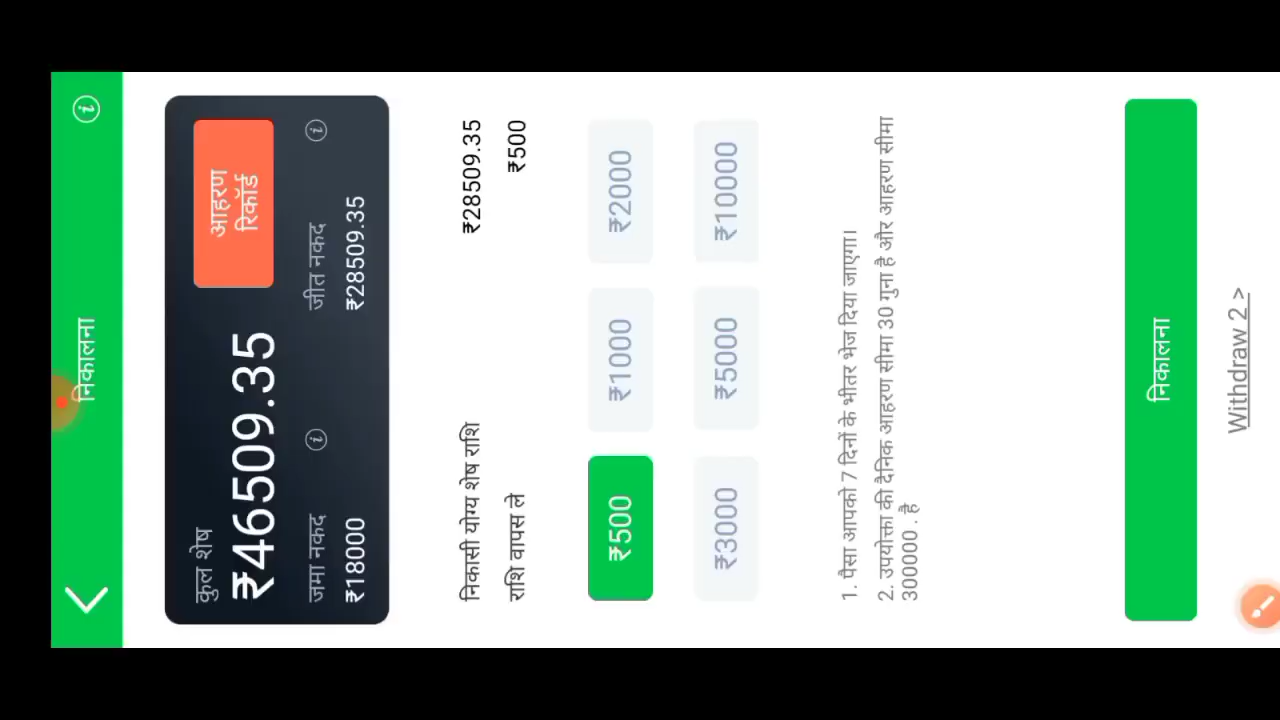 निकालना
कुल शेष
₹46509.35
आहरण
रिकॉर्ड
जमा नकद
जीत नकद
₹18000
₹28509.35
निकासी योग्य शेष राशि ₹28509.35
राशि वापस ले ₹500
₹500 ₹1000 ₹2000
₹3000 ₹5000 ₹10000
1. पैसा आपको 7 दिनों के भीतर भेज दिया जाएगा।
2. उपयोक्ता की दैनिक आहरण सीमा 30 गुना है और आहरण सीमा
300000 . है
निकालना
Withdraw 2 >